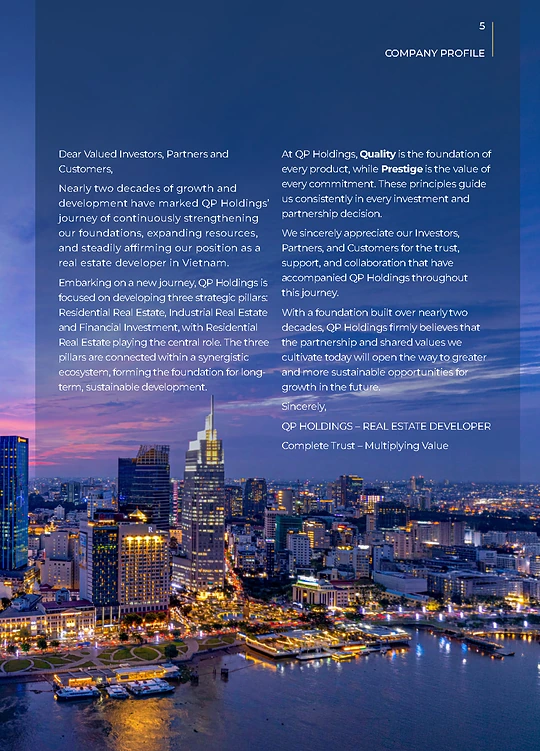 5
COMPANY PROFILE
Dear Valued Investors, Partners and
Customers,
Nearly two decades of growth and
development have marked QP Holdings'
journey of continuously strengthening
our foundations, expanding resources,
and steadily affirming our position as a
real estate developer in Vietnam.
Embarking on a new journey, QP Holdings is
focused on developing three strategic pillars:
Residential Real Estate, Industrial Real Estate
and Financial Investment, with Residential
Real Estate playing the central role. The three
pillars are connected within a synergistic
ecosystem, forming the foundation for long-
term, sustainable development.
At QP Holdings, Quality is the foundation of
every product, while Prestige is the value of
every commitment. These principles guide
us consistently in every investment and
partnership decision.
We sincerely appreciate our Investors,
Partners, and Customers for the trust,
support, and collaboration that have
accompanied QP Holdings throughout
this journey.
With a foundation built over nearly two
decades, QP Holdings firmly believes that
the partnership and shared values we
cultivate today will open the way to greater
and more sustainable opportunities for
growth in the future.
Sincerely,
QP HOLDINGS – REAL ESTATE DEVELOPER
Complete Trust – Multiplying Value